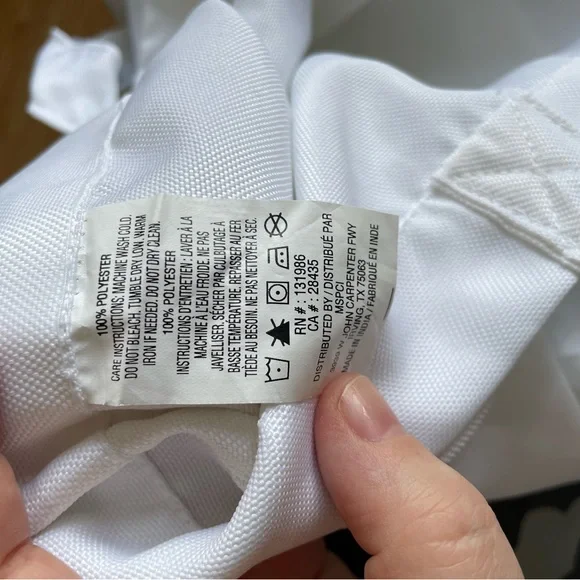 100% POLYESTER
CARE INSTRUCTIONS: MACHINE WASH COLD.
DO NOT BLEACH. TUMBLE DRY LOW. WARM
IRON IF NEEDED. DO NOT DRY CLEAN.
100% POLYESTER
INSTRUCTIONS D'ENTRETIEN : LAVER À LA
MACHINE A L'EAU FROIDE. NE PAS
JAVELLISER. SÉCHER PAR CULBUTAGE À
BASSE TEMPÉRATURE. REPASSER AU FER
TIÈDE AU BESOIN. NE PAS NETTOYER À SEC.
RN # : 131986
CA # : 28435
DISTRIBUTED BY / DISTRIBUÉ PAR
MSPCI
W. JOHN CARPENTER FWY
IRVING, TX 75063
MADE IN INDIA / FABRIQUÉ EN INDE